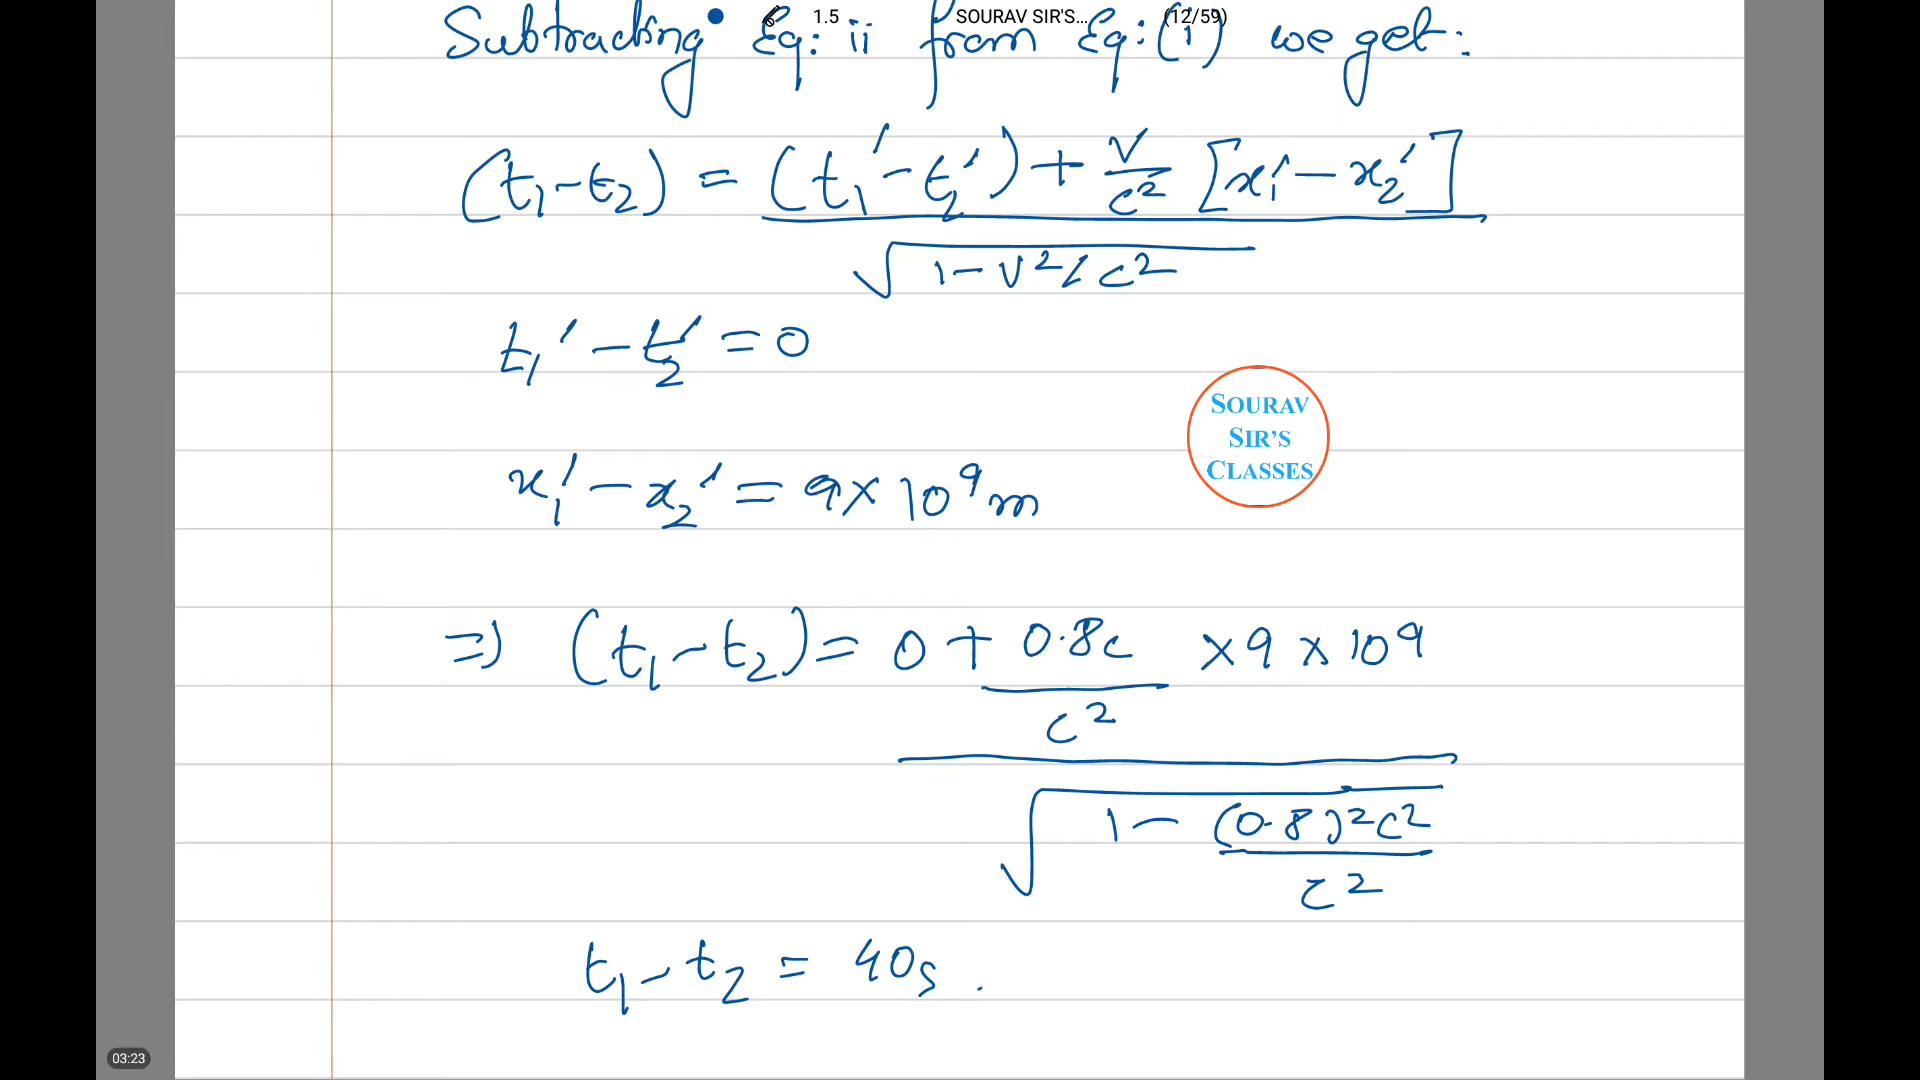 1.5 SOURAV SIR'S... (12/59)
Subtracting Eq: ii from Eq:(i) we get:
(t₁-t₂) = (t₁'-t₂') + V/c² [x₁'-x₂']
√1-V²/c²
t₁' - t₂' = 0
SOURAV
SIR'S
CLASSES
x₁' - x₂' = 9×10⁹m
⇒ (t₁-t₂) = 0 + 0.8c/c² × 9 × 10⁹
√1 - (0.8)²c²/c²
t₁-t₂ = 40s.
03:23